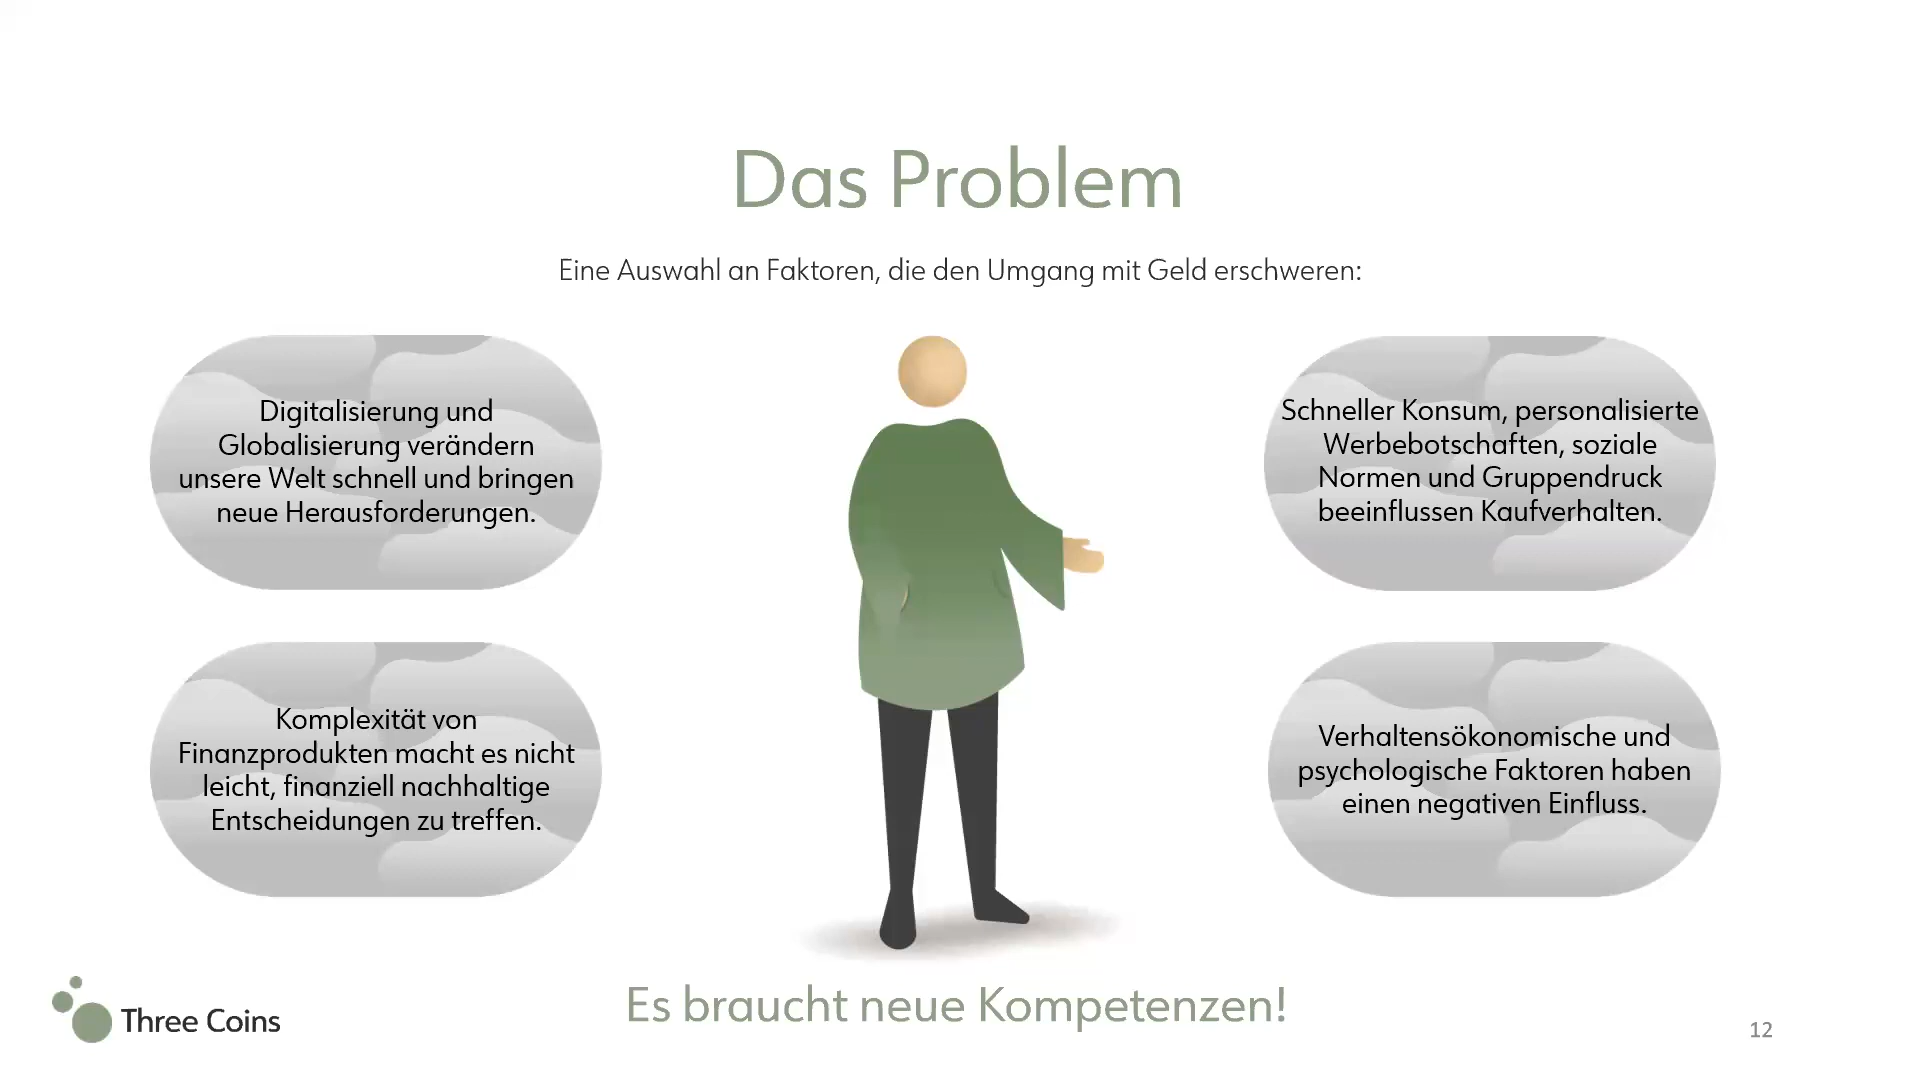 Das Problem
Eine Auswahl an Faktoren, die den Umgang mit Geld erschweren:
Digitalisierung und
Globalisierung verändern
unsere Welt schnell und bringen
neue Herausforderungen.
Schneller Konsum, personalisierte
Werbebotschaften, soziale
Normen und Gruppendruck
beeinflussen Kaufverhalten.
Komplexität von
Finanzprodukten macht es nicht
leicht, finanziell nachhaltige
Entscheidungen zu treffen.
Verhaltensökonomische und
psychologische Faktoren haben
einen negativen Einfluss.
Es braucht neue Kompetenzen!
Three Coins
12